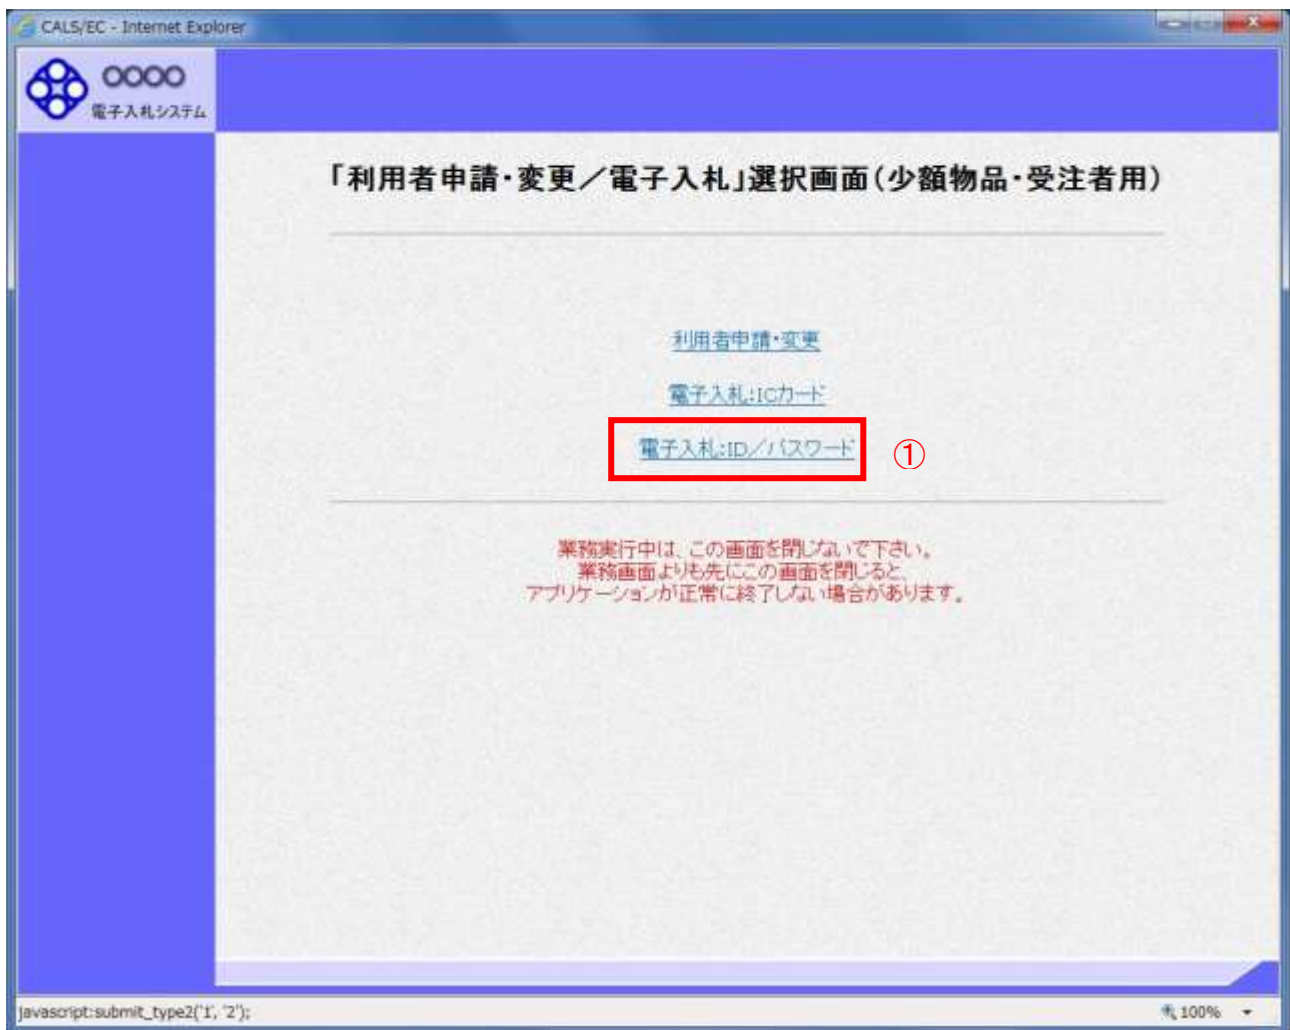 CALS/EC - Internet Explorer
〇〇〇〇
電子入札システム
「利用者申請・変更／電子入札」選択画面(少額物品・受注者用)
利用者申請・変更
電子入札:ICカード
電子入札:ID／パスワード
①
業務実行中は、この画面を閉じないで下さい。
業務画面よりも先にこの画面を閉じると、
アプリケーションが正常に終了しない場合があります。
javascript:submit_type2('1', '2');
100%